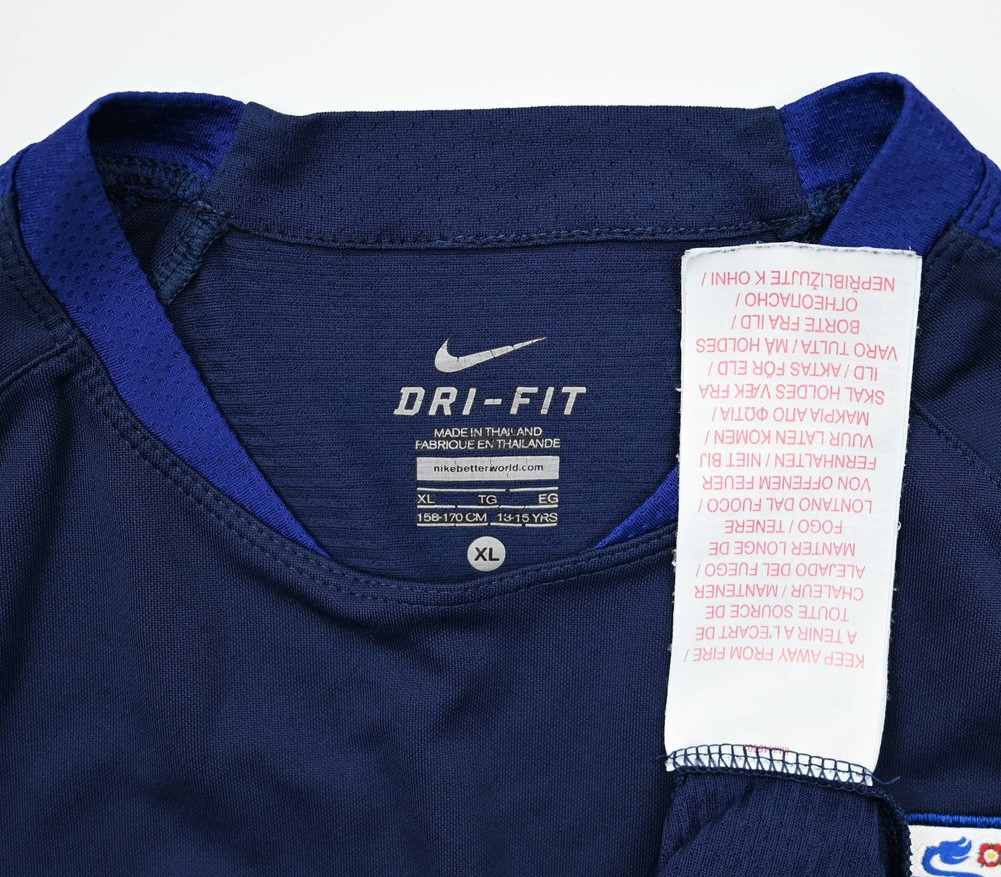 DRI-FIT
MADE IN THAILAND
FABRIQUE EN THAILANDE
nikebetterworld.com
XL TG EG
158-170 CM 13-15 YRS
XL
KEEP AWAY FROM FIRE /
A TENIR A L'ECART DE
TOUTE SOURCE DE
CHALEUR / MANTENER
ALEJADO DEL FUEGO /
MANTER LONGE DE
FOGO / TENERE
LONTANO DAL FUOCO /
VON OFFENEM FEUER
FERNHALTEN / NIET BIJ
VUUR LATEN KOMEN /
ΜΑΚΡΙΑ ΑΠΟ ΦΩΤΙΑ /
SKAL HOLDES VÆK FRA
ILD / AKTAS FÖR ELD /
VARO TULTA / MÅ HOLDES
BORTE FRA ILD /
ОГНЕОПАСНО /
NEPŘIBLIŽUJTE K OHNI /